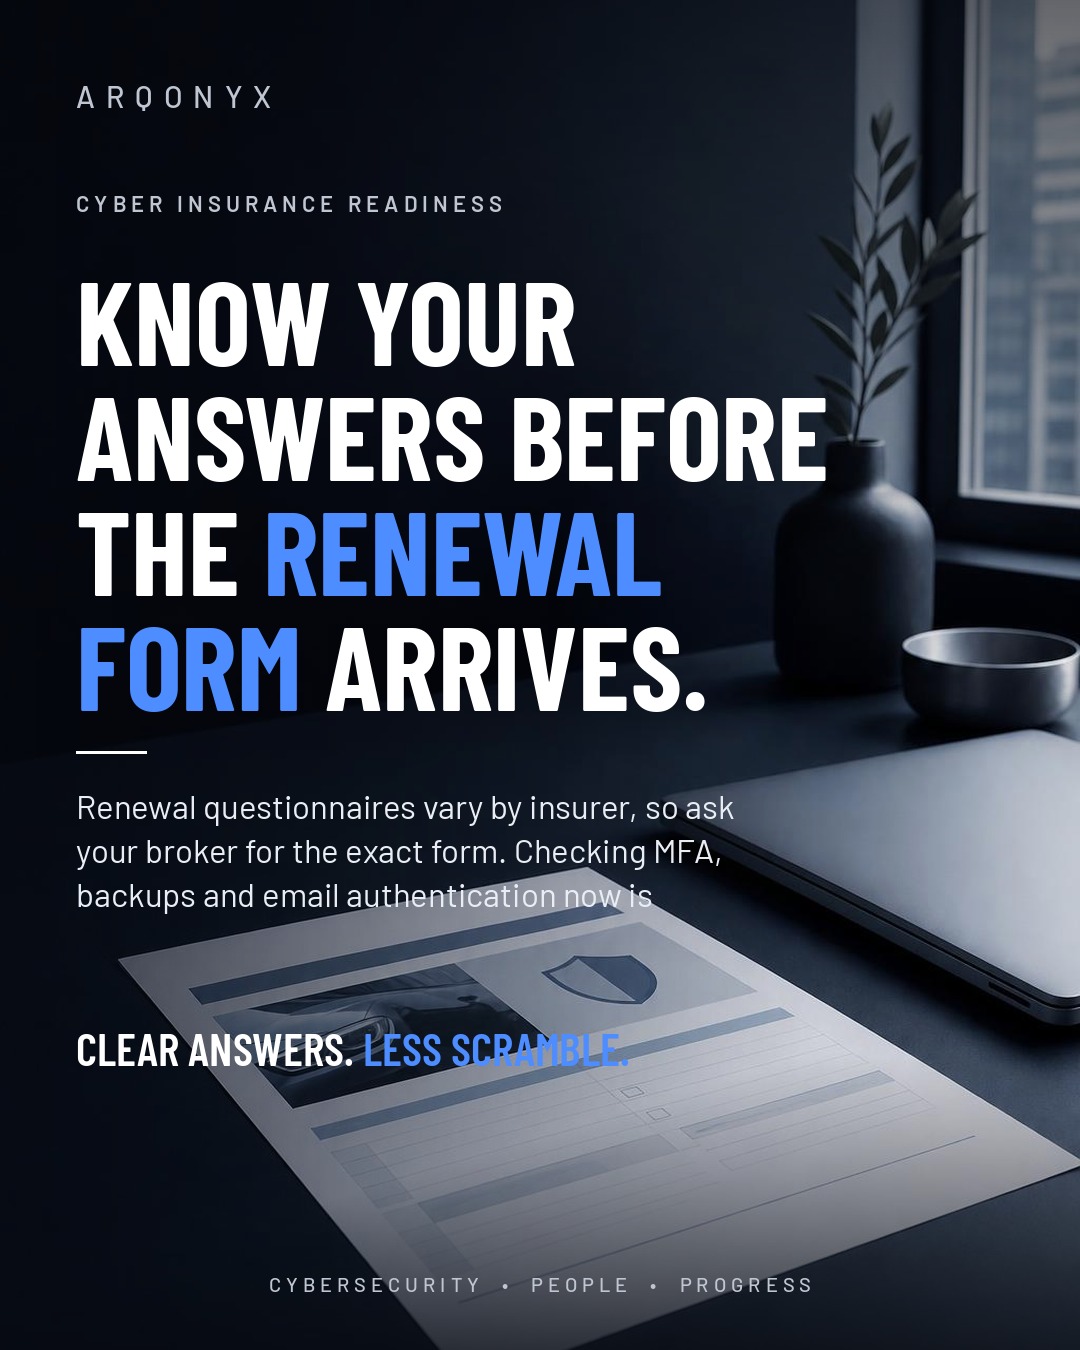 ARQONYX
CYBER INSURANCE READINESS
KNOW YOUR
ANSWERS BEFORE
THE RENEWAL
FORM ARRIVES.
Renewal questionnaires vary by insurer, so ask
your broker for the exact form. Checking MFA,
backups and email authentication now is
CLEAR ANSWERS. LESS SCRAMBLE.
CYBERSECURITY • PEOPLE • PROGRESS